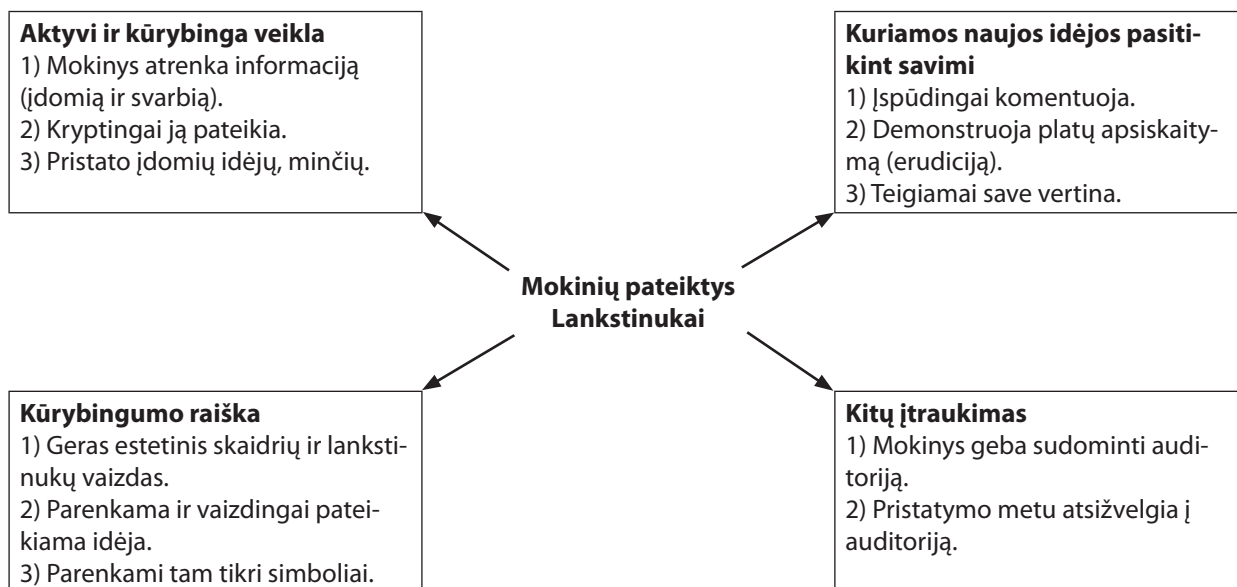 Aktyvi ir kūrybinga veikla
1) Mokinys atrenka informaciją
(įdomią ir svarbią).
2) Kryptingai ją pateikia.
3) Pristato įdomių idėjų, minčių.
Kuriamos naujos idėjos pasiti-
kint savimi
1) Įspūdingai komentuoja.
2) Demonstruoja platų apsiskaity-
mą (erudiciją).
3) Teigiamai save vertina.
Mokinių pateiktys
Lankstinukai
Kūrybingumo raiška
1) Geras estetinis skaidrių ir lanksti-
nukų vaizdas.
2) Parenkama ir vaizdingai patei-
kiama idėja.
3) Parenkami tam tikri simboliai.
Kitų įtraukimas
1) Mokinys geba sudominti audi-
toriją.
2) Pristatymo metu atsižvelgia į
auditoriją.